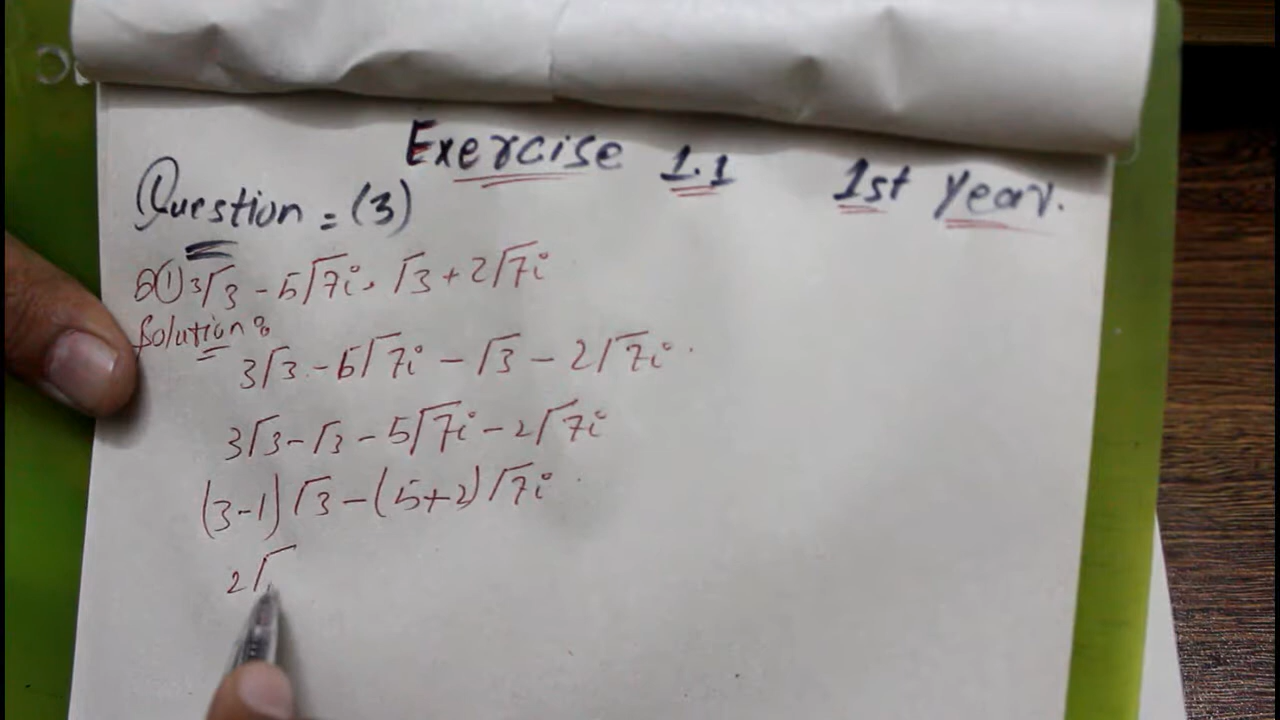 Exercise 1.1 1st year.
Question = (3)
Q(1) 3√3 - 5√7i, √3 + 2√7i
Solution:
3√3 - 5√7i - √3 - 2√7i.
3√3 - √3 - 5√7i - 2√7i
(3-1)√3 - (5+2)√7i
2√